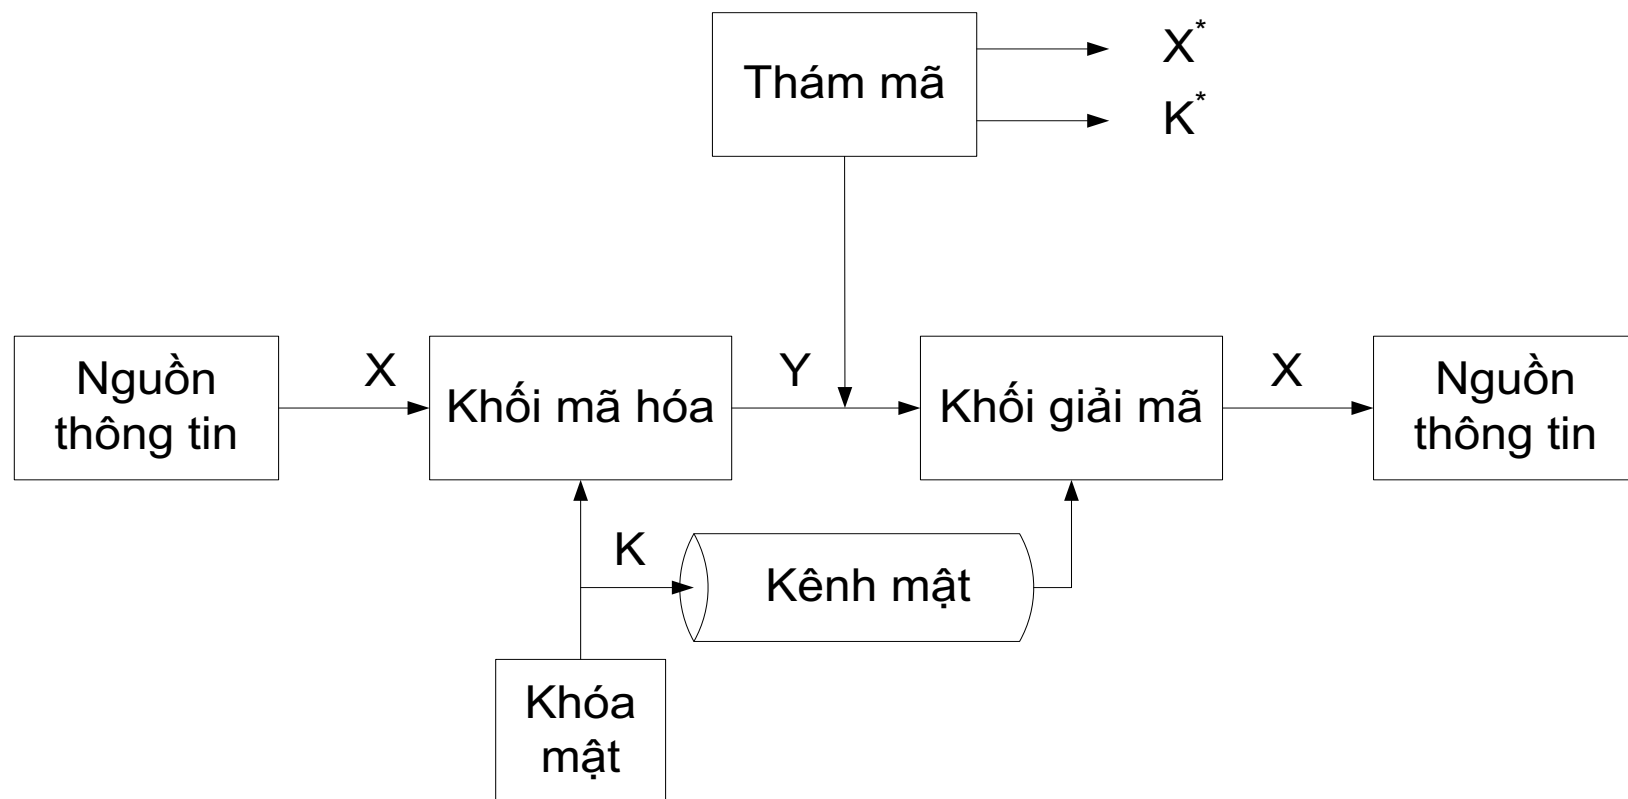 Thám mã
X*
K*
Nguồn
thông tin
X
Khối mã hóa
Y
Khối giải mã
X
Nguồn
thông tin
K
Kênh mật
Khóa
mật